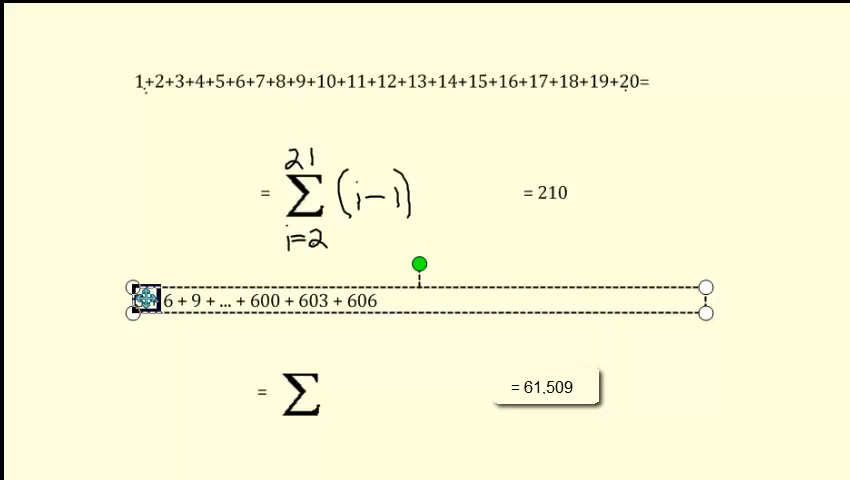 1+2+3+4+5+6+7+8+9+10+11+12+13+14+15+16+17+18+19+20=
21
= Σ (i-1) = 210
i=2
6 + 9 + ... + 600 + 603 + 606
= Σ = 61,509